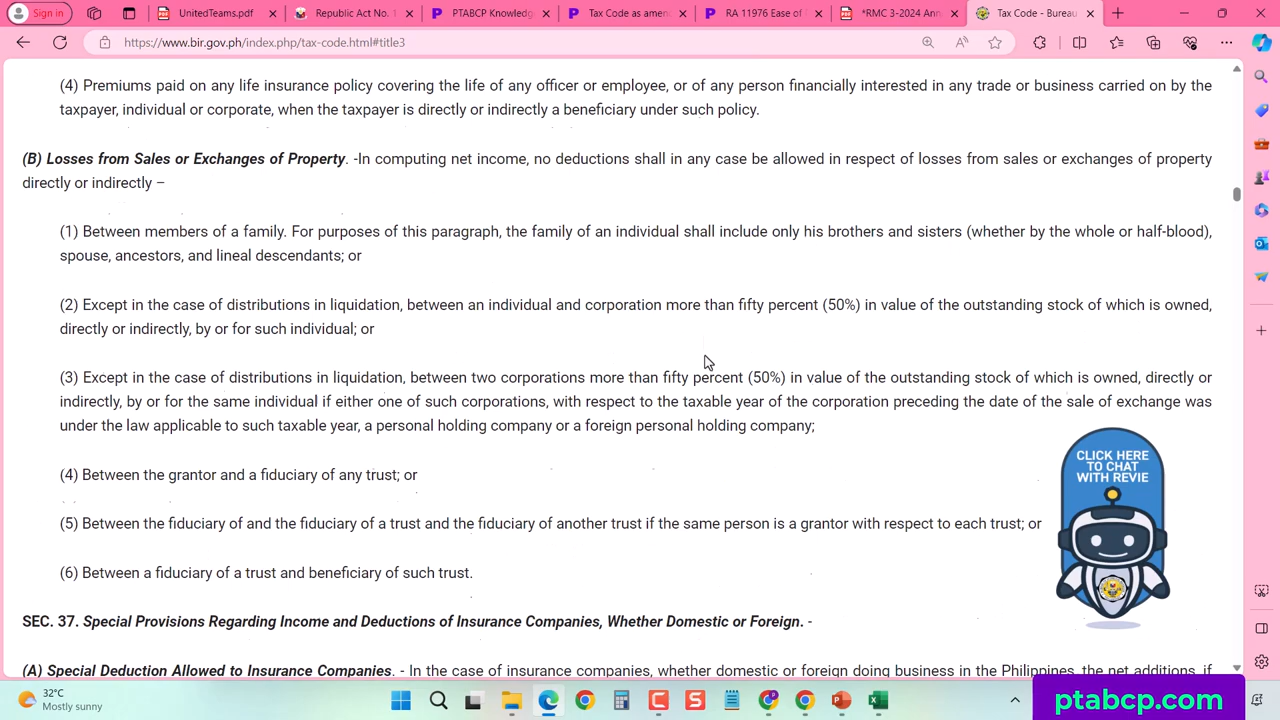 Sign in
UnitedTeams.pdf
Republic Act No. 1
PTABCP Knowledg
Tax Code as amen
RA 11976 Ease of
RMC 3-2024 Ann
Tax Code - Bureau
https://www.bir.gov.ph/index.php/tax-code.html#title3
(4) Premiums paid on any life insurance policy covering the life of any officer or employee, or of any person financially interested in any trade or business carried on by the
taxpayer, individual or corporate, when the taxpayer is directly or indirectly a beneficiary under such policy.
(B) Losses from Sales or Exchanges of Property. -In computing net income, no deductions shall in any case be allowed in respect of losses from sales or exchanges of property
directly or indirectly –
(1) Between members of a family. For purposes of this paragraph, the family of an individual shall include only his brothers and sisters (whether by the whole or half-blood),
spouse, ancestors, and lineal descendants; or
(2) Except in the case of distributions in liquidation, between an individual and corporation more than fifty percent (50%) in value of the outstanding stock of which is owned,
directly or indirectly, by or for such individual; or
(3) Except in the case of distributions in liquidation, between two corporations more than fifty percent (50%) in value of the outstanding stock of which is owned, directly or
indirectly, by or for the same individual if either one of such corporations, with respect to the taxable year of the corporation preceding the date of the sale of exchange was
under the law applicable to such taxable year, a personal holding company or a foreign personal holding company;
(4) Between the grantor and a fiduciary of any trust; or
(5) Between the fiduciary of and the fiduciary of a trust and the fiduciary of another trust if the same person is a grantor with respect to each trust; or
(6) Between a fiduciary of a trust and beneficiary of such trust.
CLICK HERE
TO CHAT
WITH REVIE
SEC. 37. Special Provisions Regarding Income and Deductions of Insurance Companies, Whether Domestic or Foreign. -
(A) Special Deduction Allowed to Insurance Companies. - In the case of insurance companies, whether domestic or foreign doing business in the Philippines, the net additions, if
32°C
Mostly sunny
ptabcp.com